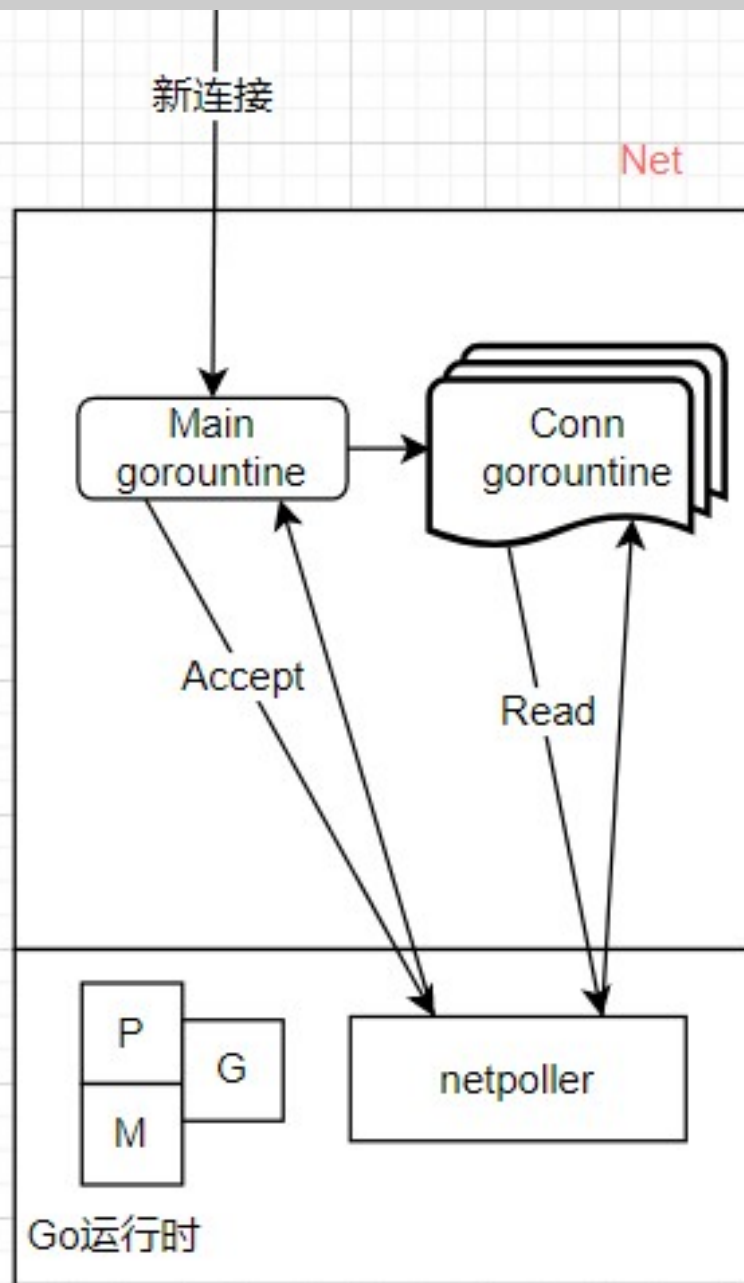 新连接
Net
Main
gorountine
Conn
gorountine
Accept
Read
P
G
M
netpoller
Go运行时